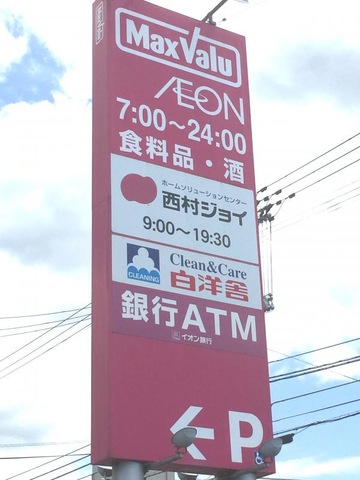 MaxValu
ÆON
7:00~24:00
食料品・酒
ホームソリューションセンター
西村ジョイ
9:00~19:30
CLEANING
Clean&Care
白洋舎
銀行ATM
イオン銀行
←P